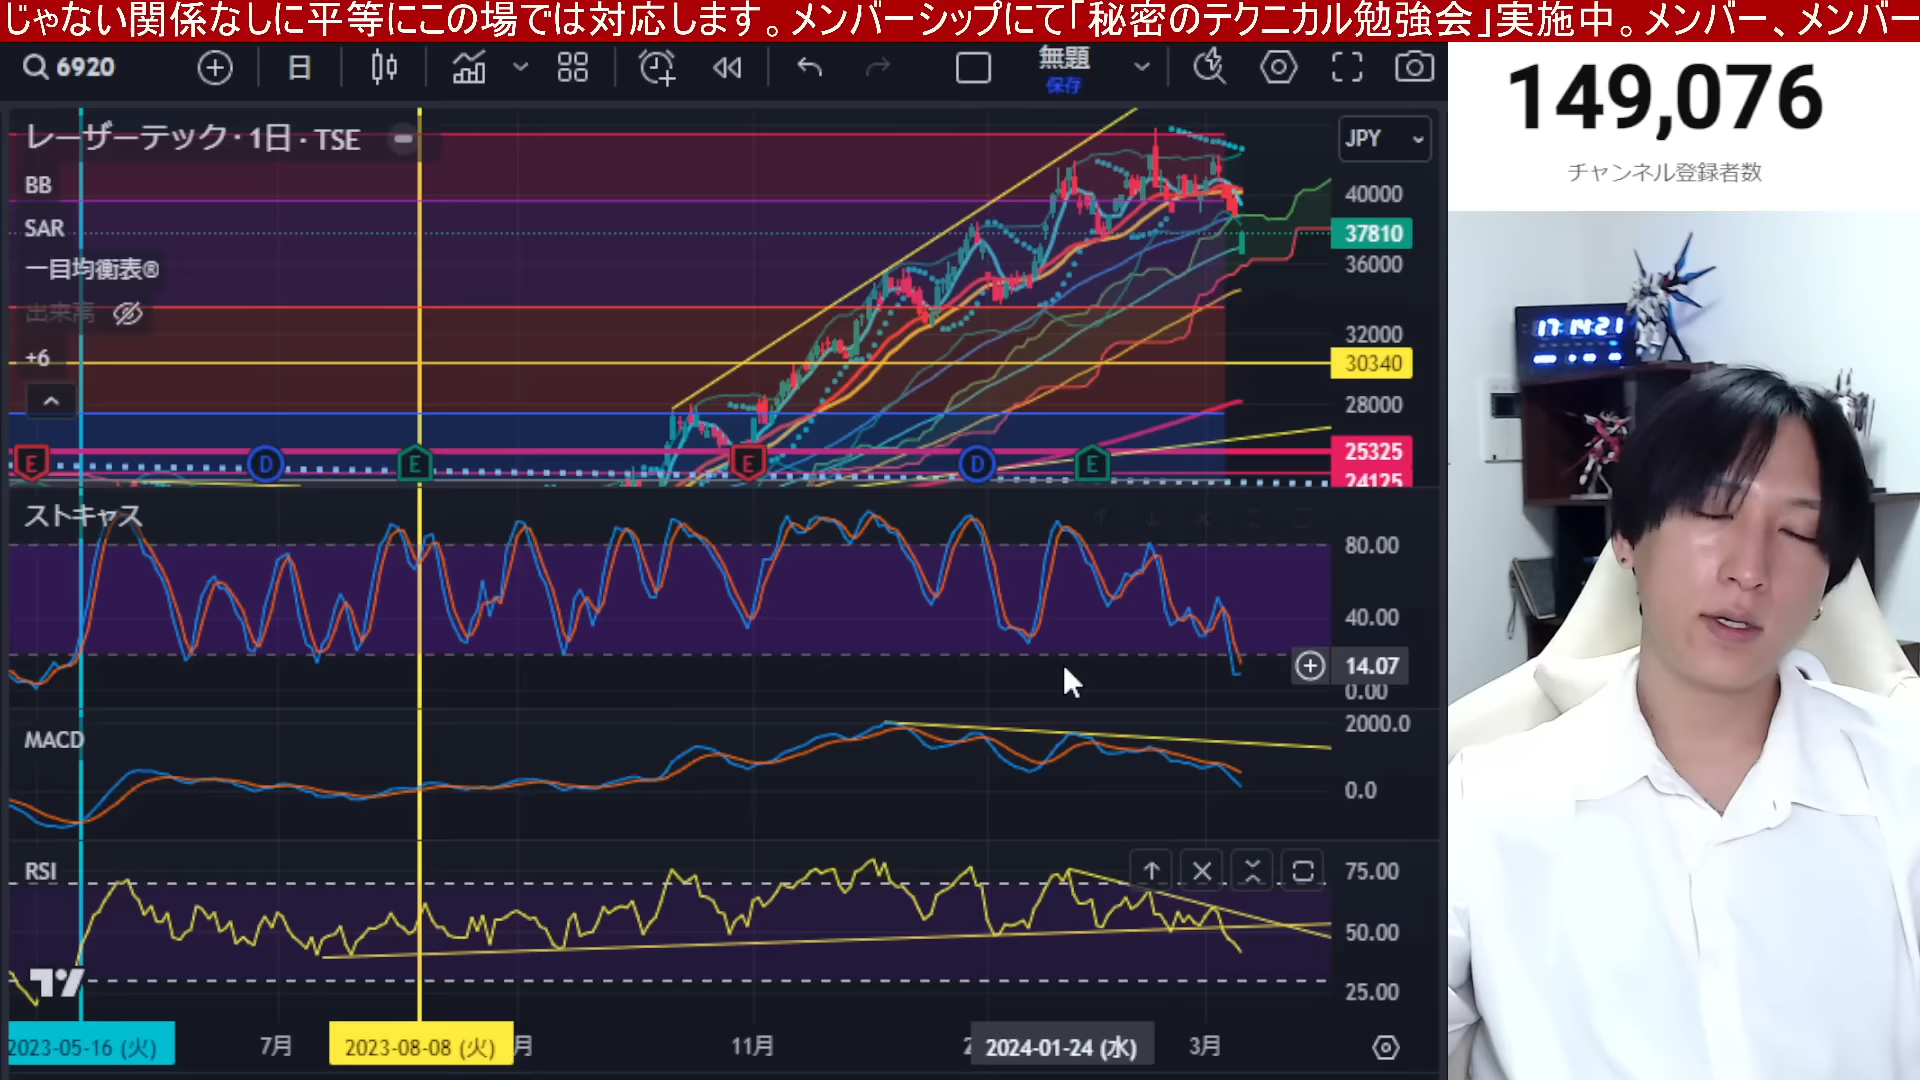 じゃない関係なしに平等にこの場では対応します。メンバーシップにて「秘密のテクニカル勉強会」実施中。メンバー、メンバー
6920
日
無題
保存
149,076
チャンネル登録者数
レーザーテック・1日・TSE
JPY
BB
SAR
一目均衡表®
出来高
+6
40000
37810
36000
32000
30340
28000
25325
24125
E
D
E
E
D
E
17:14:21
ストキャス
80.00
40.00
14.07
0.00
MACD
2000.0
0.0
RSI
75.00
50.00
25.00
2023-05-16 (火)
7月
2023-08-08 (火)
月
11月
2024-01-24 (水)
3月